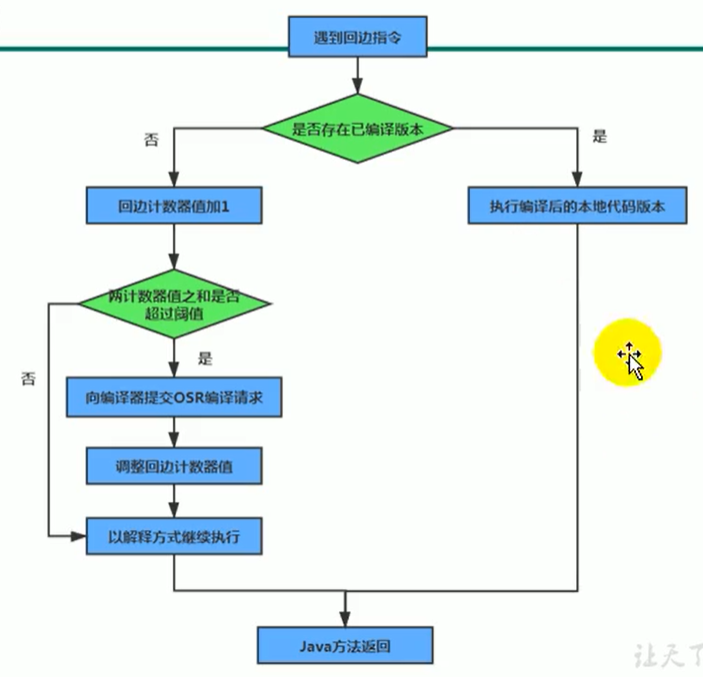 遇到回边指令
是否存在已编译版本
否
是
回边计数器值加1
执行编译后的本地代码版本
两计数器值之和是否
超过阈值
是
否
向编译器提交OSR编译请求
调整回边计数器值
以解释方式继续执行
Java方法返回
让天